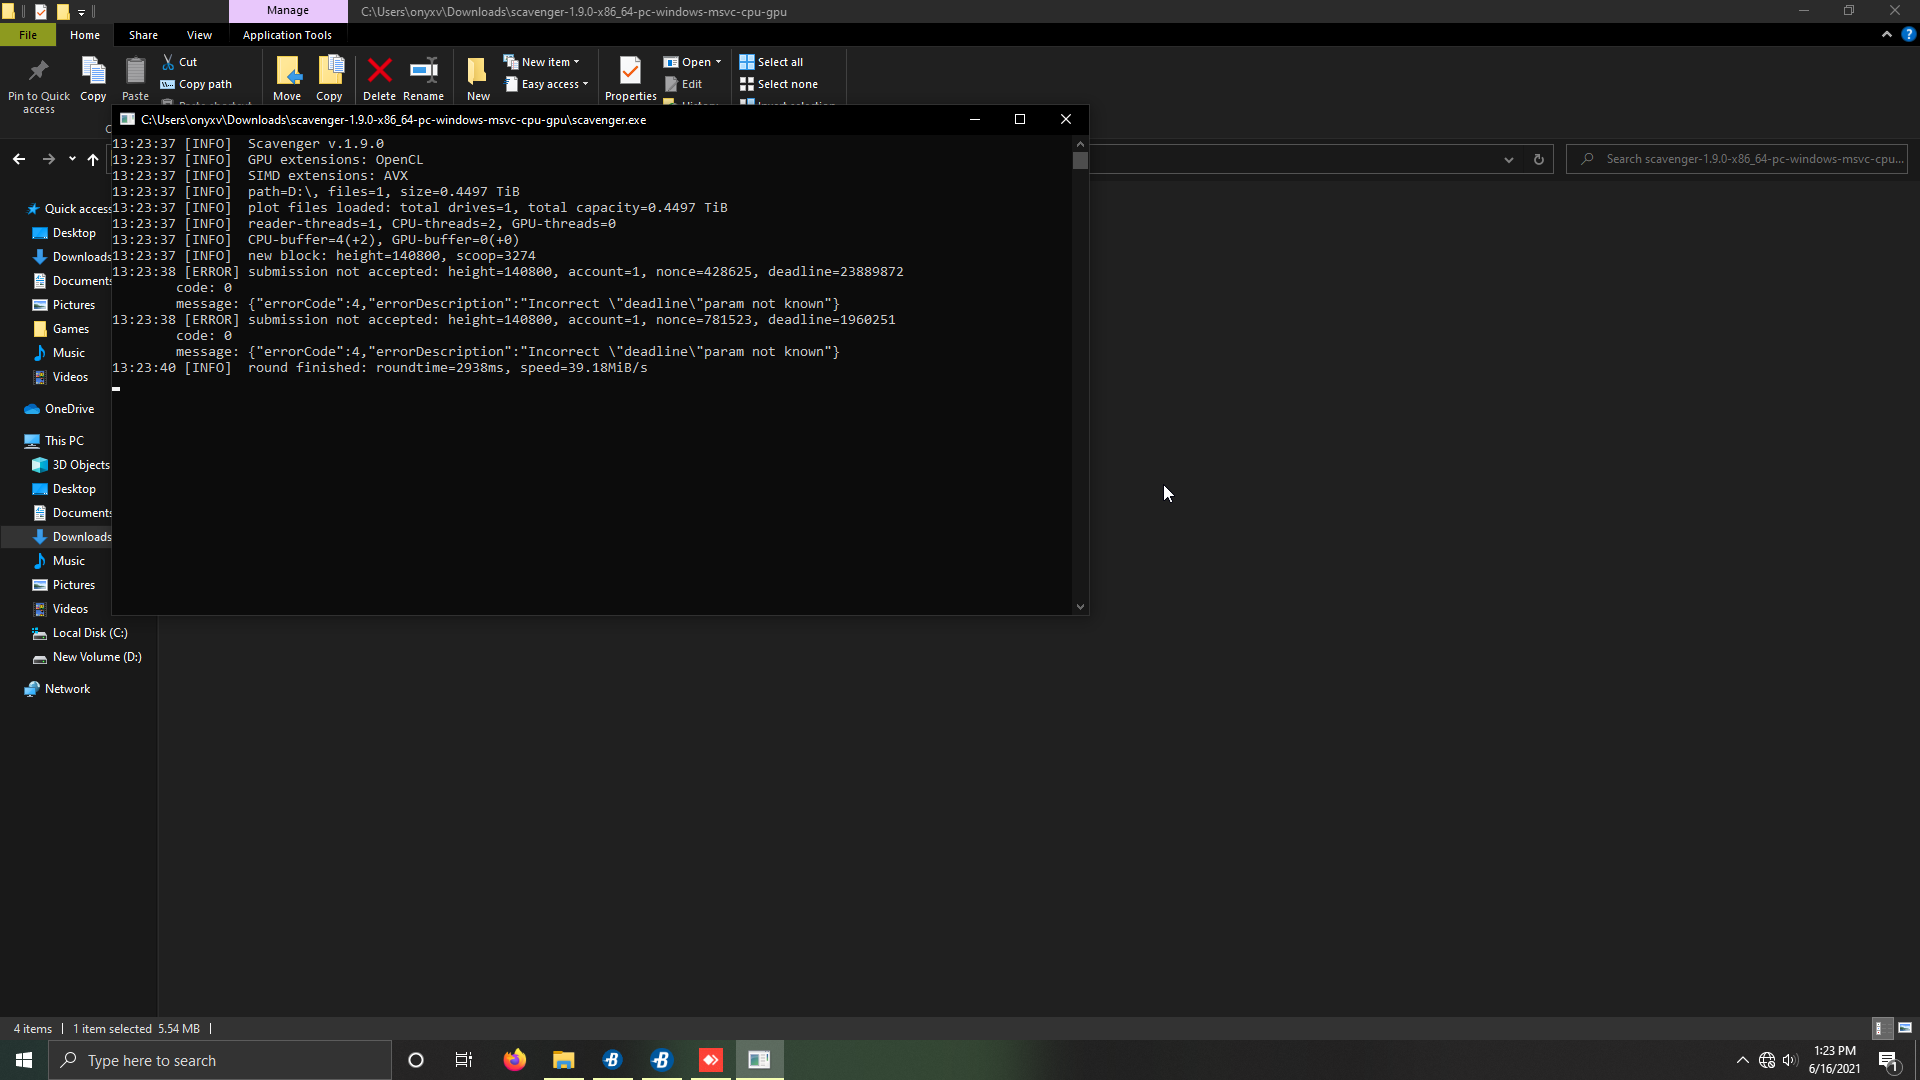 Manage
C:\Users\onyxv\Downloads\scavenger-1.9.0-x86_64-pc-windows-msvc-cpu-gpu
File
Home
Share
View
Application Tools
Pin to Quick access
Copy
Paste
Cut
Copy path
Move
Copy
Delete
Rename
New
New item
Easy access
Properties
Open
Edit
Select all
Select none
C:\Users\onyxv\Downloads\scavenger-1.9.0-x86_64-pc-windows-msvc-cpu-gpu\scavenger.exe
Search scavenger-1.9.0-x86_64-pc-windows-msvc-cpu...
13:23:37 [INFO]  Scavenger v.1.9.0
13:23:37 [INFO]  GPU extensions: OpenCL
13:23:37 [INFO]  SIMD extensions: AVX
13:23:37 [INFO]  path=D:\, files=1, size=0.4497 TiB
13:23:37 [INFO]  plot files loaded: total drives=1, total capacity=0.4497 TiB
13:23:37 [INFO]  reader-threads=1, CPU-threads=2, GPU-threads=0
13:23:37 [INFO]  CPU-buffer=4(+2), GPU-buffer=0(+0)
13:23:37 [INFO]  new block: height=140800, scoop=3274
13:23:38 [ERROR] submission not accepted: height=140800, account=1, nonce=428625, deadline=23889872
code: 0
message: {"errorCode":4,"errorDescription":"Incorrect \"deadline\"param not known"}
13:23:38 [ERROR] submission not accepted: height=140800, account=1, nonce=781523, deadline=1960251
code: 0
message: {"errorCode":4,"errorDescription":"Incorrect \"deadline\"param not known"}
13:23:40 [INFO]  round finished: roundtime=2938ms, speed=39.18MiB/s
Quick access
Desktop
Downloads
Documents
Pictures
Games
Music
Videos
OneDrive
This PC
3D Objects
Desktop
Documents
Downloads
Music
Pictures
Videos
Local Disk (C:)
New Volume (D:)
Network
4 items
1 item selected 5.54 MB
Type here to search
1:23 PM
6/16/2021
1